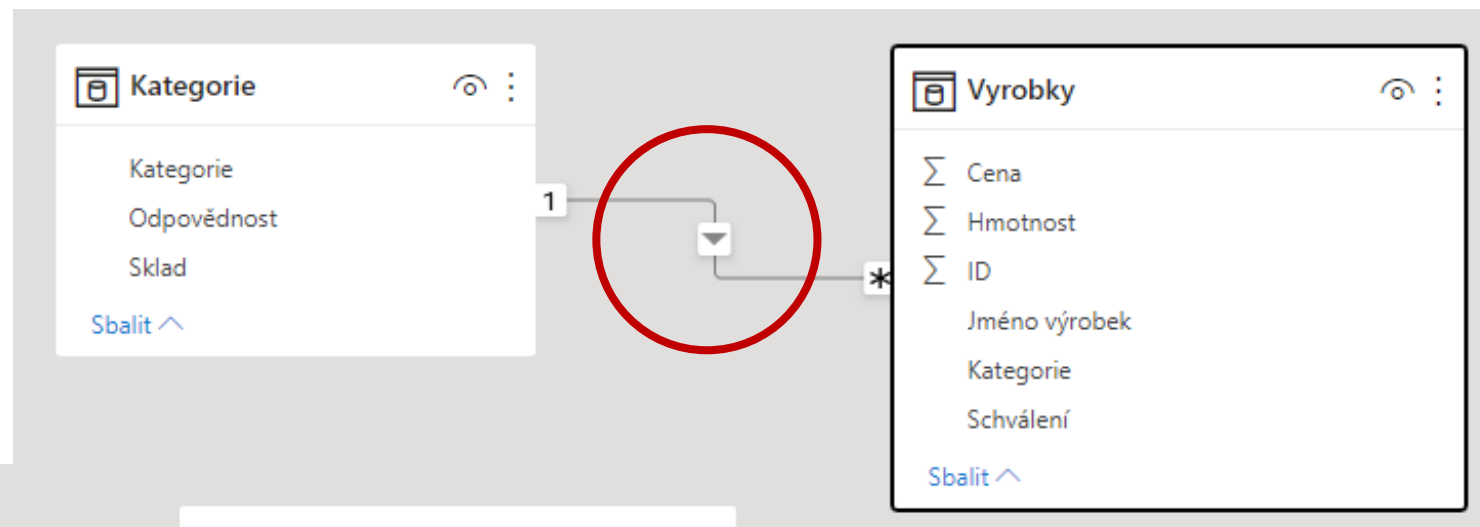 Kategorie
Kategorie
Odpovědnost
Sklad
Sbalit
1
*
Vyrobky
Σ Cena
Σ Hmotnost
Σ ID
Jméno výrobek
Kategorie
Schválení
Sbalit